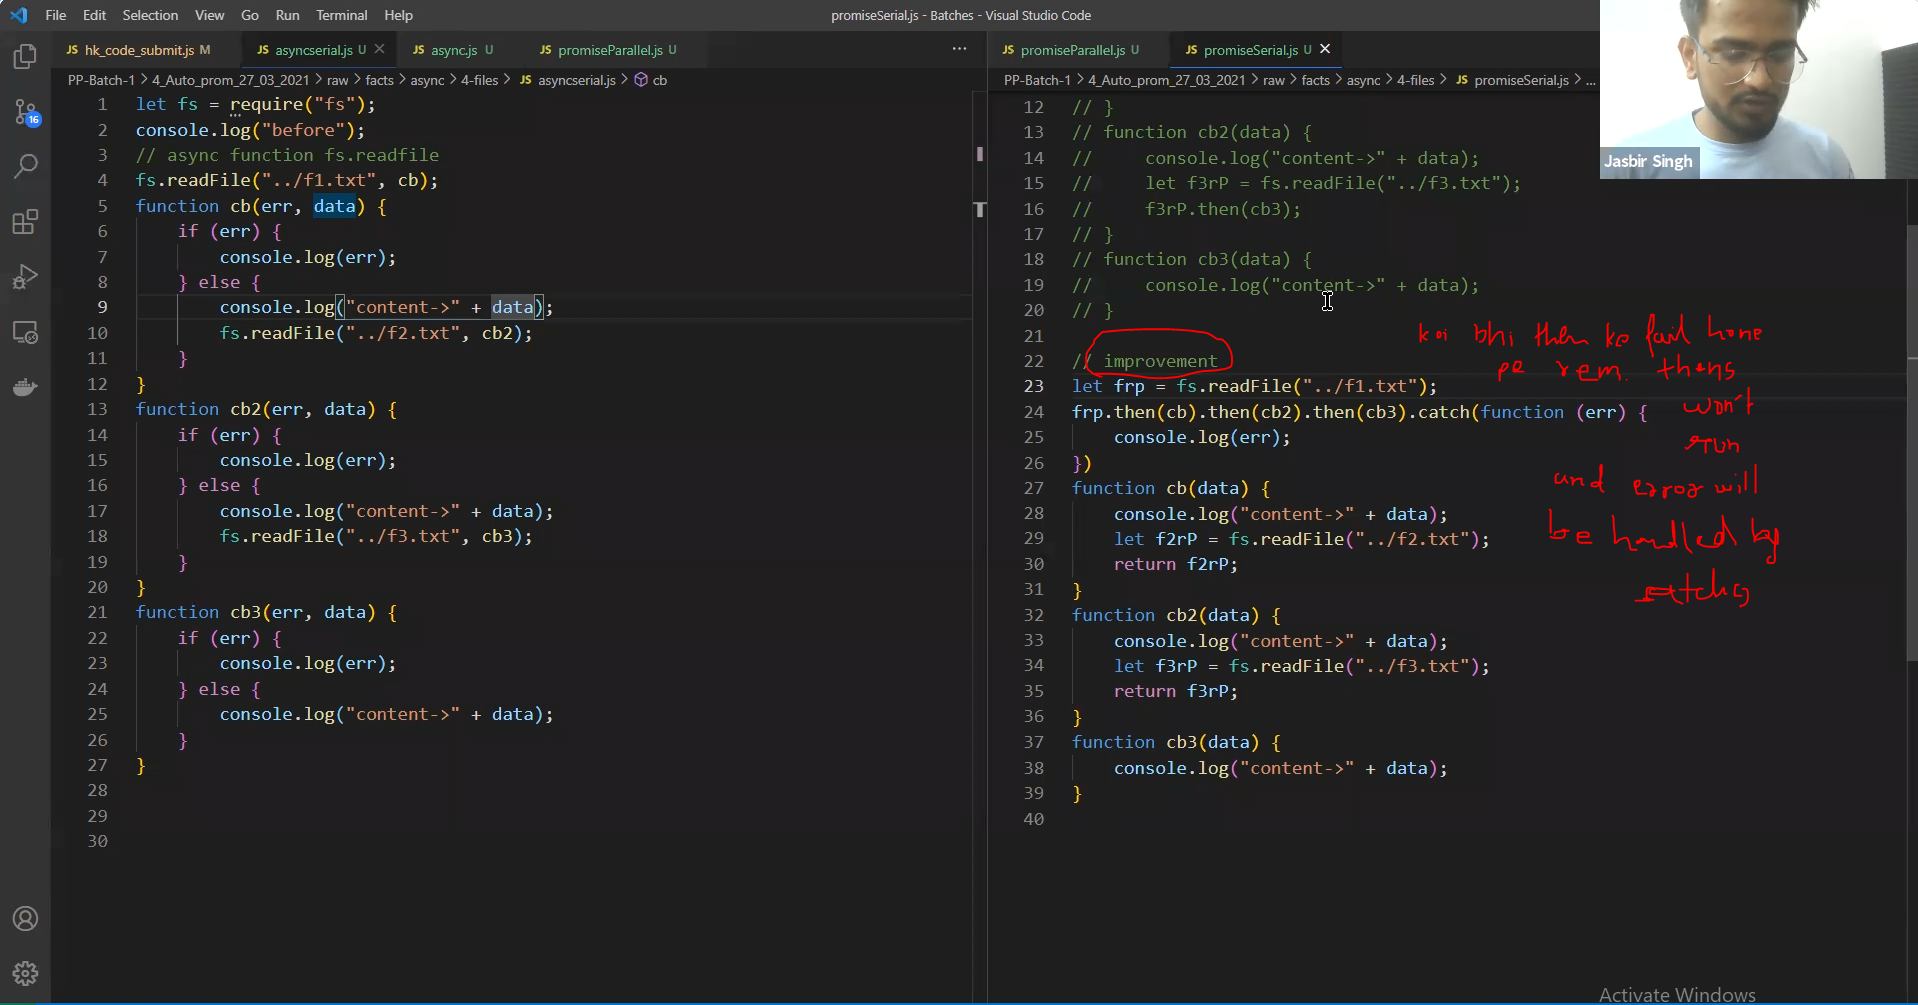 File Edit Selection View Go Run Terminal Help
promiseSerial.js - Batches - Visual Studio Code
JS hk_code_submit.js M
JS asyncserial.js U
JS async.js U
JS promiseParallel.js U
PP-Batch-1 > 4_Auto_prom_27_03_2021 > raw > facts > async > 4-files > JS asyncserial.js > cb
1 let fs = require("fs");
2 console.log("before");
3 // async function fs.readfile
4 fs.readFile("../f1.txt", cb);
5 function cb(err, data) {
6 if (err) {
7 console.log(err);
8 } else {
9 console.log("content->" + data);
10 fs.readFile("../f2.txt", cb2);
11 }
12 }
13 function cb2(err, data) {
14 if (err) {
15 console.log(err);
16 } else {
17 console.log("content->" + data);
18 fs.readFile("../f3.txt", cb3);
19 }
20 }
21 function cb3(err, data) {
22 if (err) {
23 console.log(err);
24 } else {
25 console.log("content->" + data);
26 }
27 }
28
29
30
16
JS promiseParallel.js U
JS promiseSerial.js U
PP-Batch-1 > 4_Auto_prom_27_03_2021 > raw > facts > async > 4-files > JS promiseSerial.js > ...
12 // }
13 // function cb2(data) {
14 // console.log("content->" + data);
15 // let f3rP = fs.readFile("../f3.txt");
16 // f3rP.then(cb3);
17 // }
18 // function cb3(data) {
19 // console.log("content->" + data);
20 // }
21
22 // improvement
23 let frp = fs.readFile("../f1.txt");
24 frp.then(cb).then(cb2).then(cb3).catch(function (err) {
25 console.log(err);
26 })
27 function cb(data) {
28 console.log("content->" + data);
29 let f2rP = fs.readFile("../f2.txt");
30 return f2rP;
31 }
32 function cb2(data) {
33 console.log("content->" + data);
34 let f3rP = fs.readFile("../f3.txt");
35 return f3rP;
36 }
37 function cb3(data) {
38 console.log("content->" + data);
39 }
40
koi bhi then ke fail hone
pe rem. thens
won't
run
and error will
be handled by
Jasbir Singh
Activate Windows